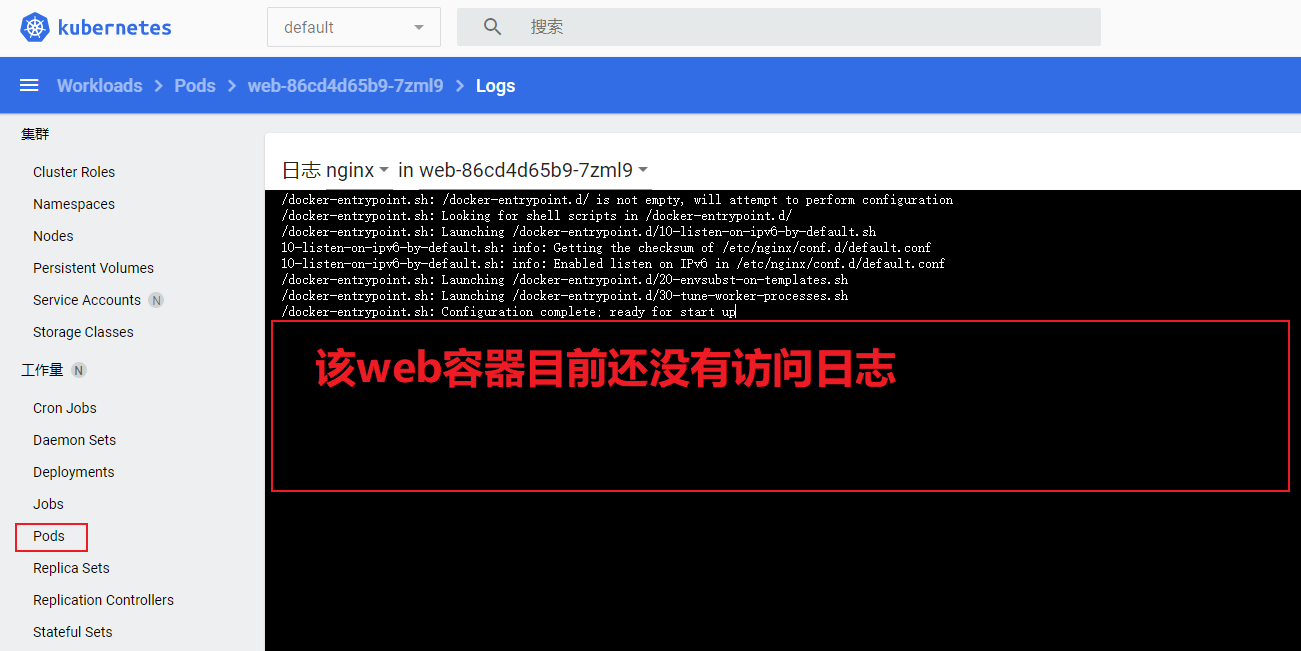 kubernetes
default
搜索
Workloads > Pods > web-86cd4d65b9-7zml9 > Logs
集群
Cluster Roles
Namespaces
Nodes
Persistent Volumes
Service Accounts N
Storage Classes
工作量 N
Cron Jobs
Daemon Sets
Deployments
Jobs
Pods
Replica Sets
Replication Controllers
Stateful Sets
日志 nginx in web-86cd4d65b9-7zml9
/docker-entrypoint.sh: /docker-entrypoint.d/ is not empty, will attempt to perform configuration
/docker-entrypoint.sh: Looking for shell scripts in /docker-entrypoint.d/
/docker-entrypoint.sh: Launching /docker-entrypoint.d/10-listen-on-ipv6-by-default.sh
10-listen-on-ipv6-by-default.sh: info: Getting the checksum of /etc/nginx/conf.d/default.conf
10-listen-on-ipv6-by-default.sh: info: Enabled listen on IPv6 in /etc/nginx/conf.d/default.conf
/docker-entrypoint.sh: Launching /docker-entrypoint.d/20-envsubst-on-templates.sh
/docker-entrypoint.sh: Launching /docker-entrypoint.d/30-tune-worker-processes.sh
/docker-entrypoint.sh: Configuration complete; ready for start up
该web容器目前还没有访问日志